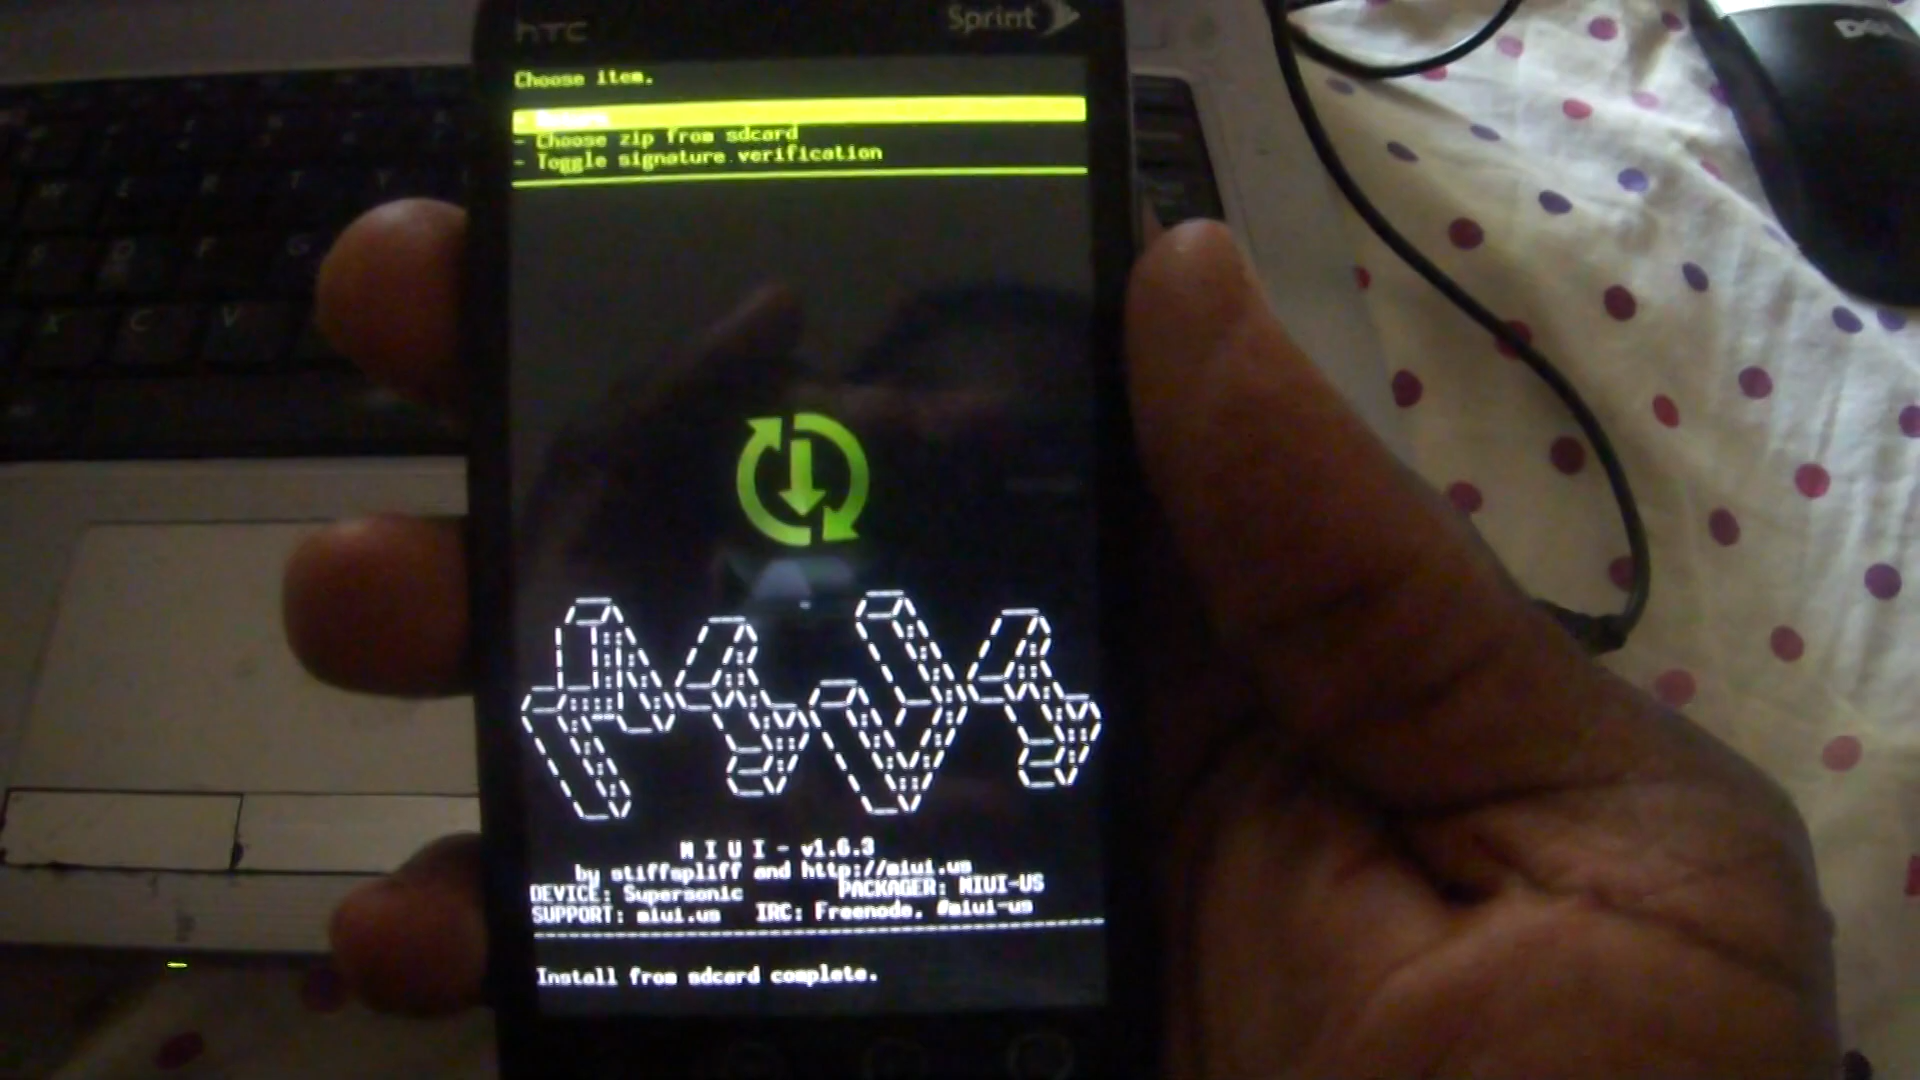 hTC
Sprint
DELL
Choose item.
- Return
- Choose zip from sdcard
- Toggle signature verification
W E R T Y
D F G
X C V
M I U I - v1.6.3
by stiffspliff and http://miui.us
DEVICE: Supersonic PACKAGER: MIUI-US
SUPPORT: miui.us IRC: Freenode, #miui-us
Install from sdcard complete.